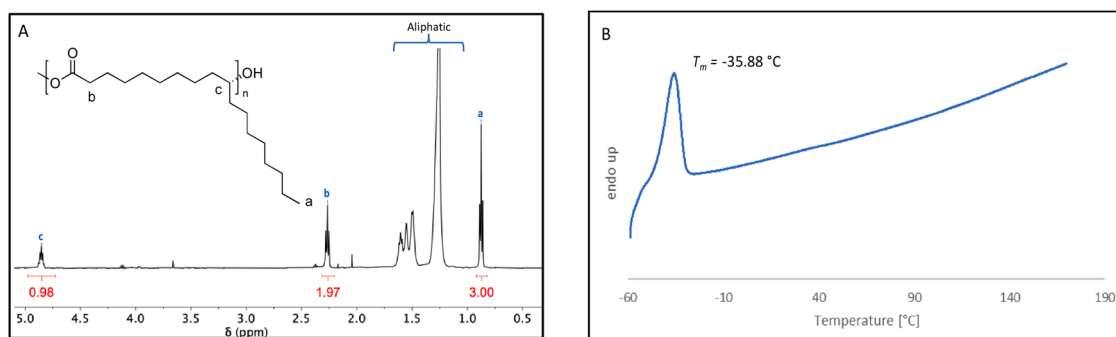 A
Aliphatic
O
O
OH
n
b
c
a
a
b
c
0.98
1.97
3.00
5.0 4.5 4.0 3.5 3.0 2.5 2.0 1.5 1.0 0.5
δ (ppm)
B
Tm = -35.88 °C
endo up
-60 -10 40 90 140 190
Temperature [°C]